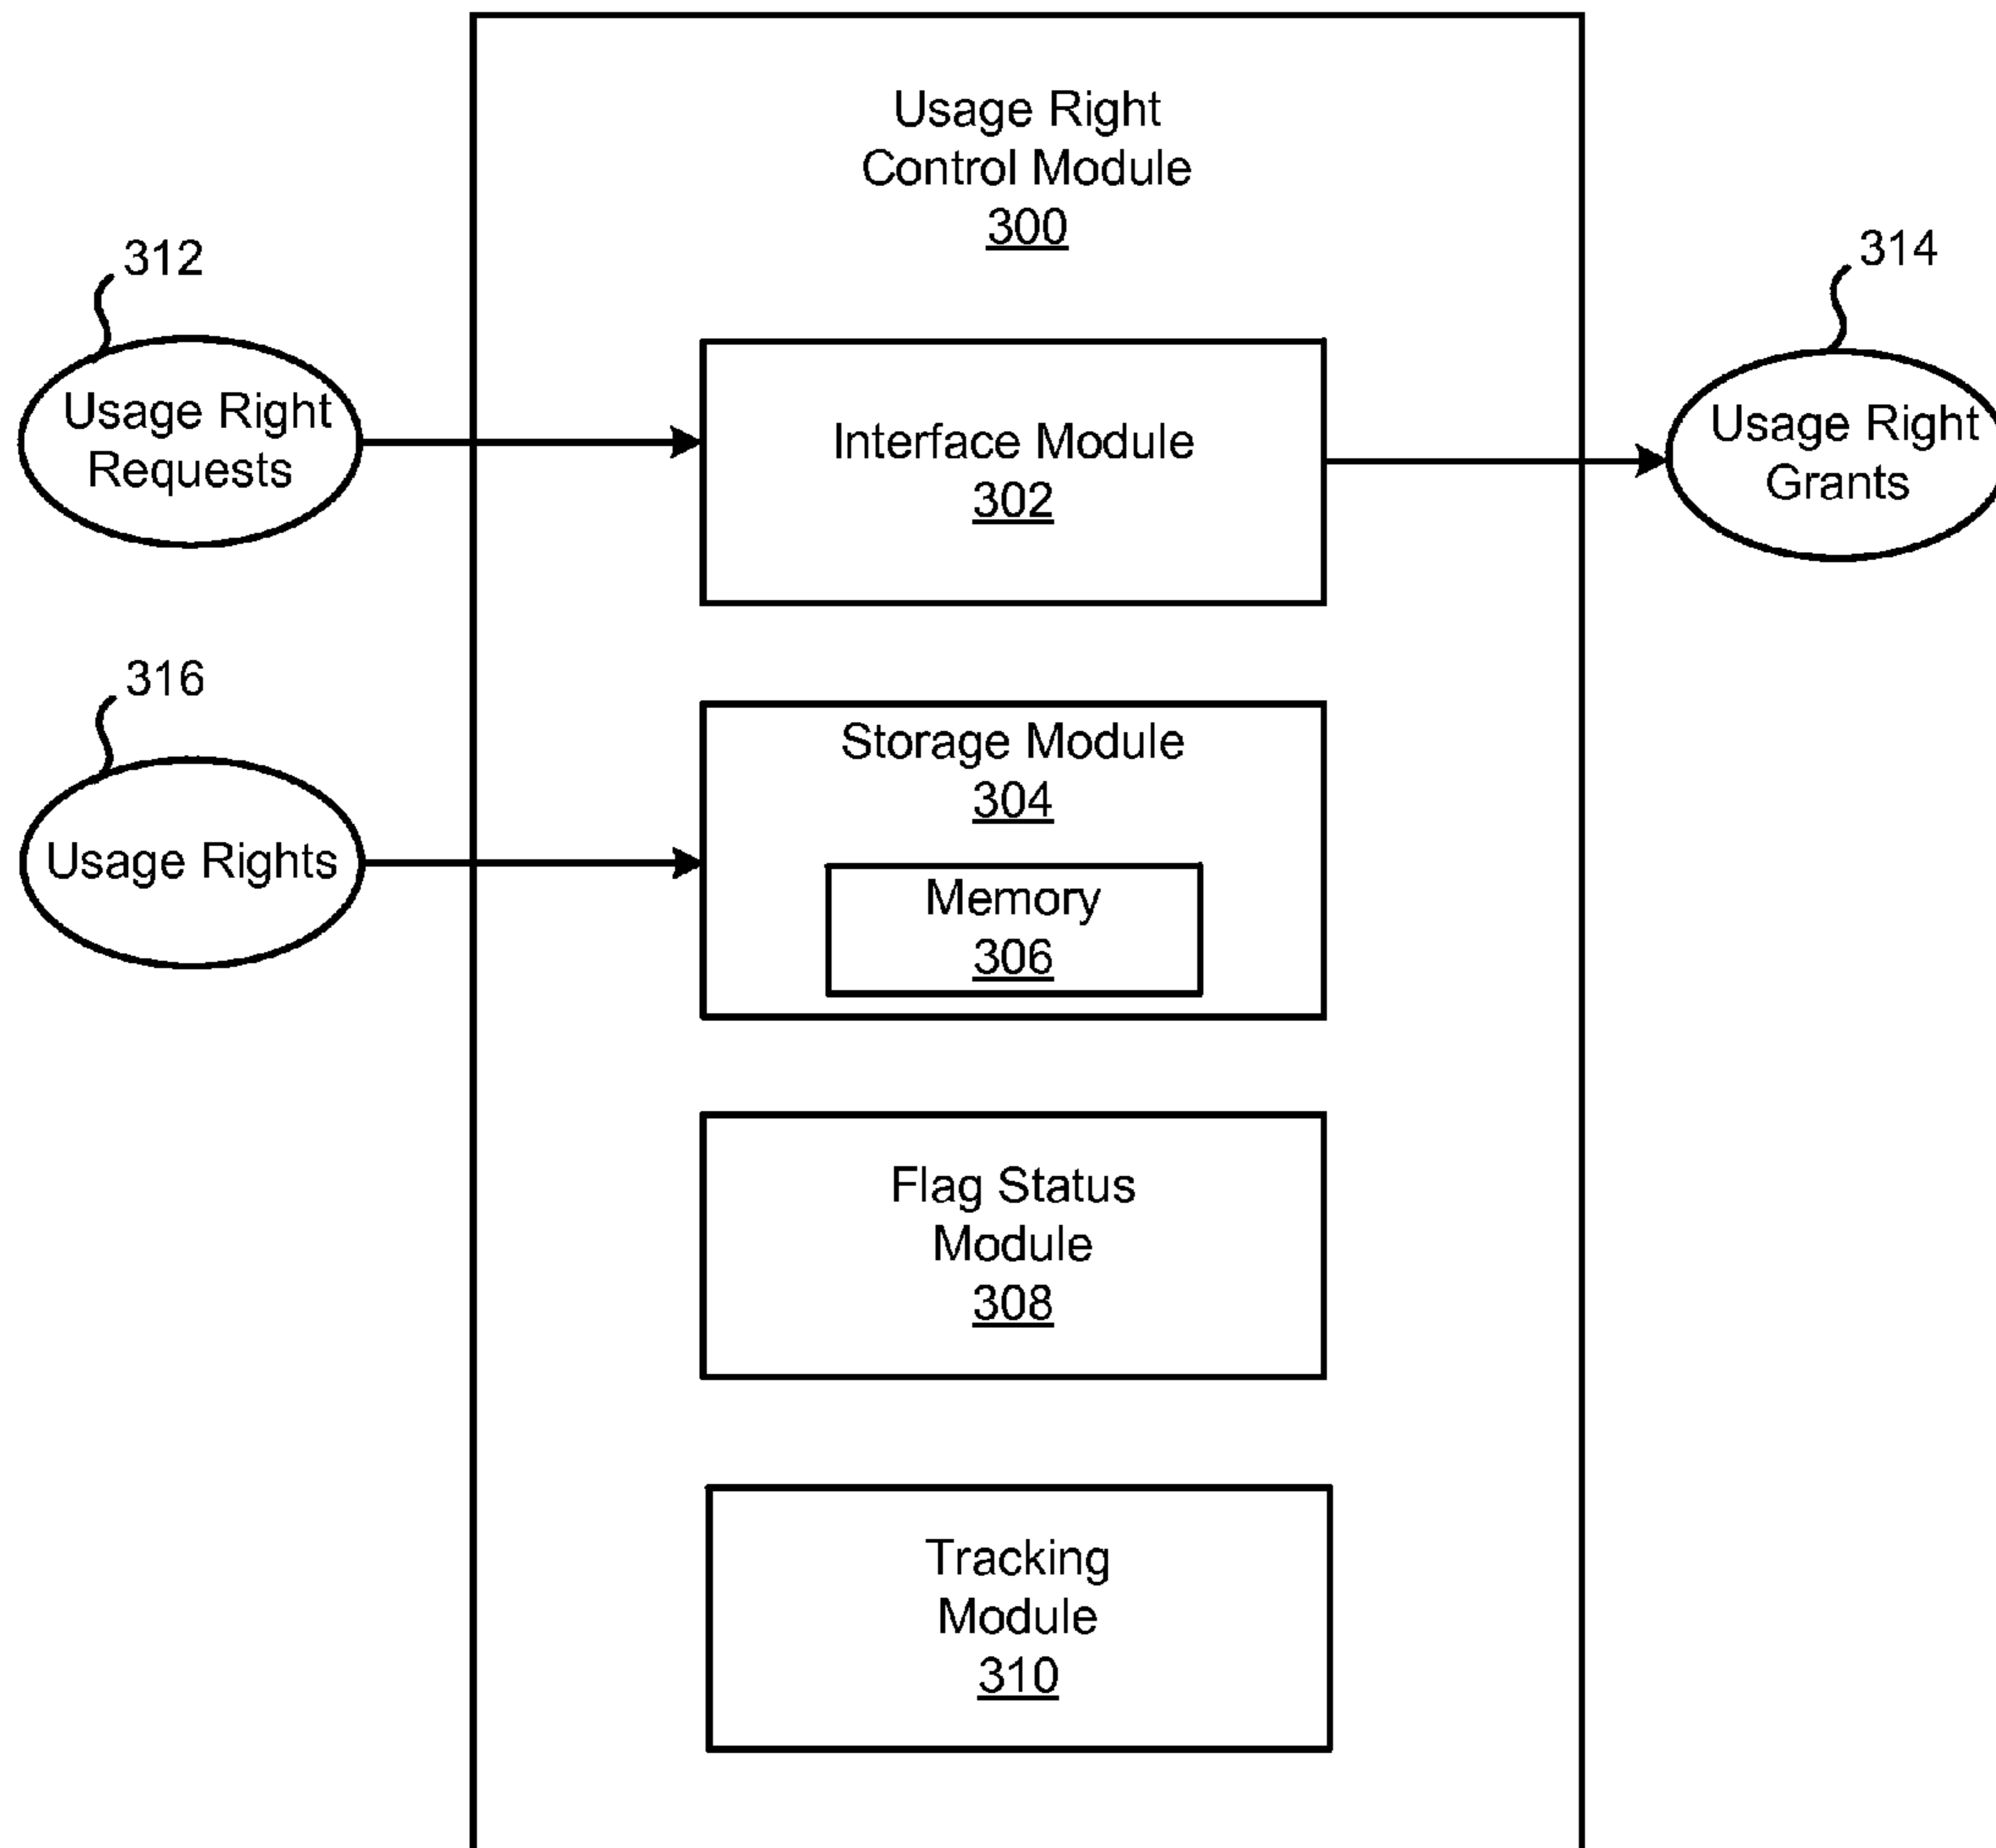 Usage Right
Control Module
300
312
Usage Right
Requests
Interface Module
302
314
Usage Right
Grants
316
Usage Rights
Storage Module
304
Memory
306
Flag Status
Module
308
Tracking
Module
310